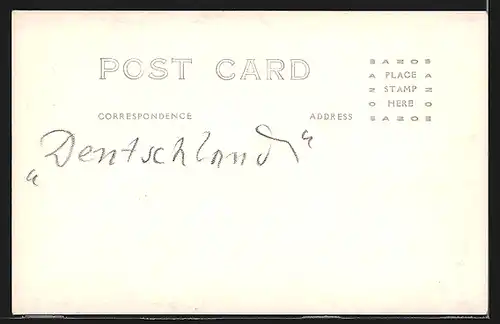 POST CARD
CORRESPONDENCE
ADDRESS
PLACE
STAMP
HERE
„Deutschland“